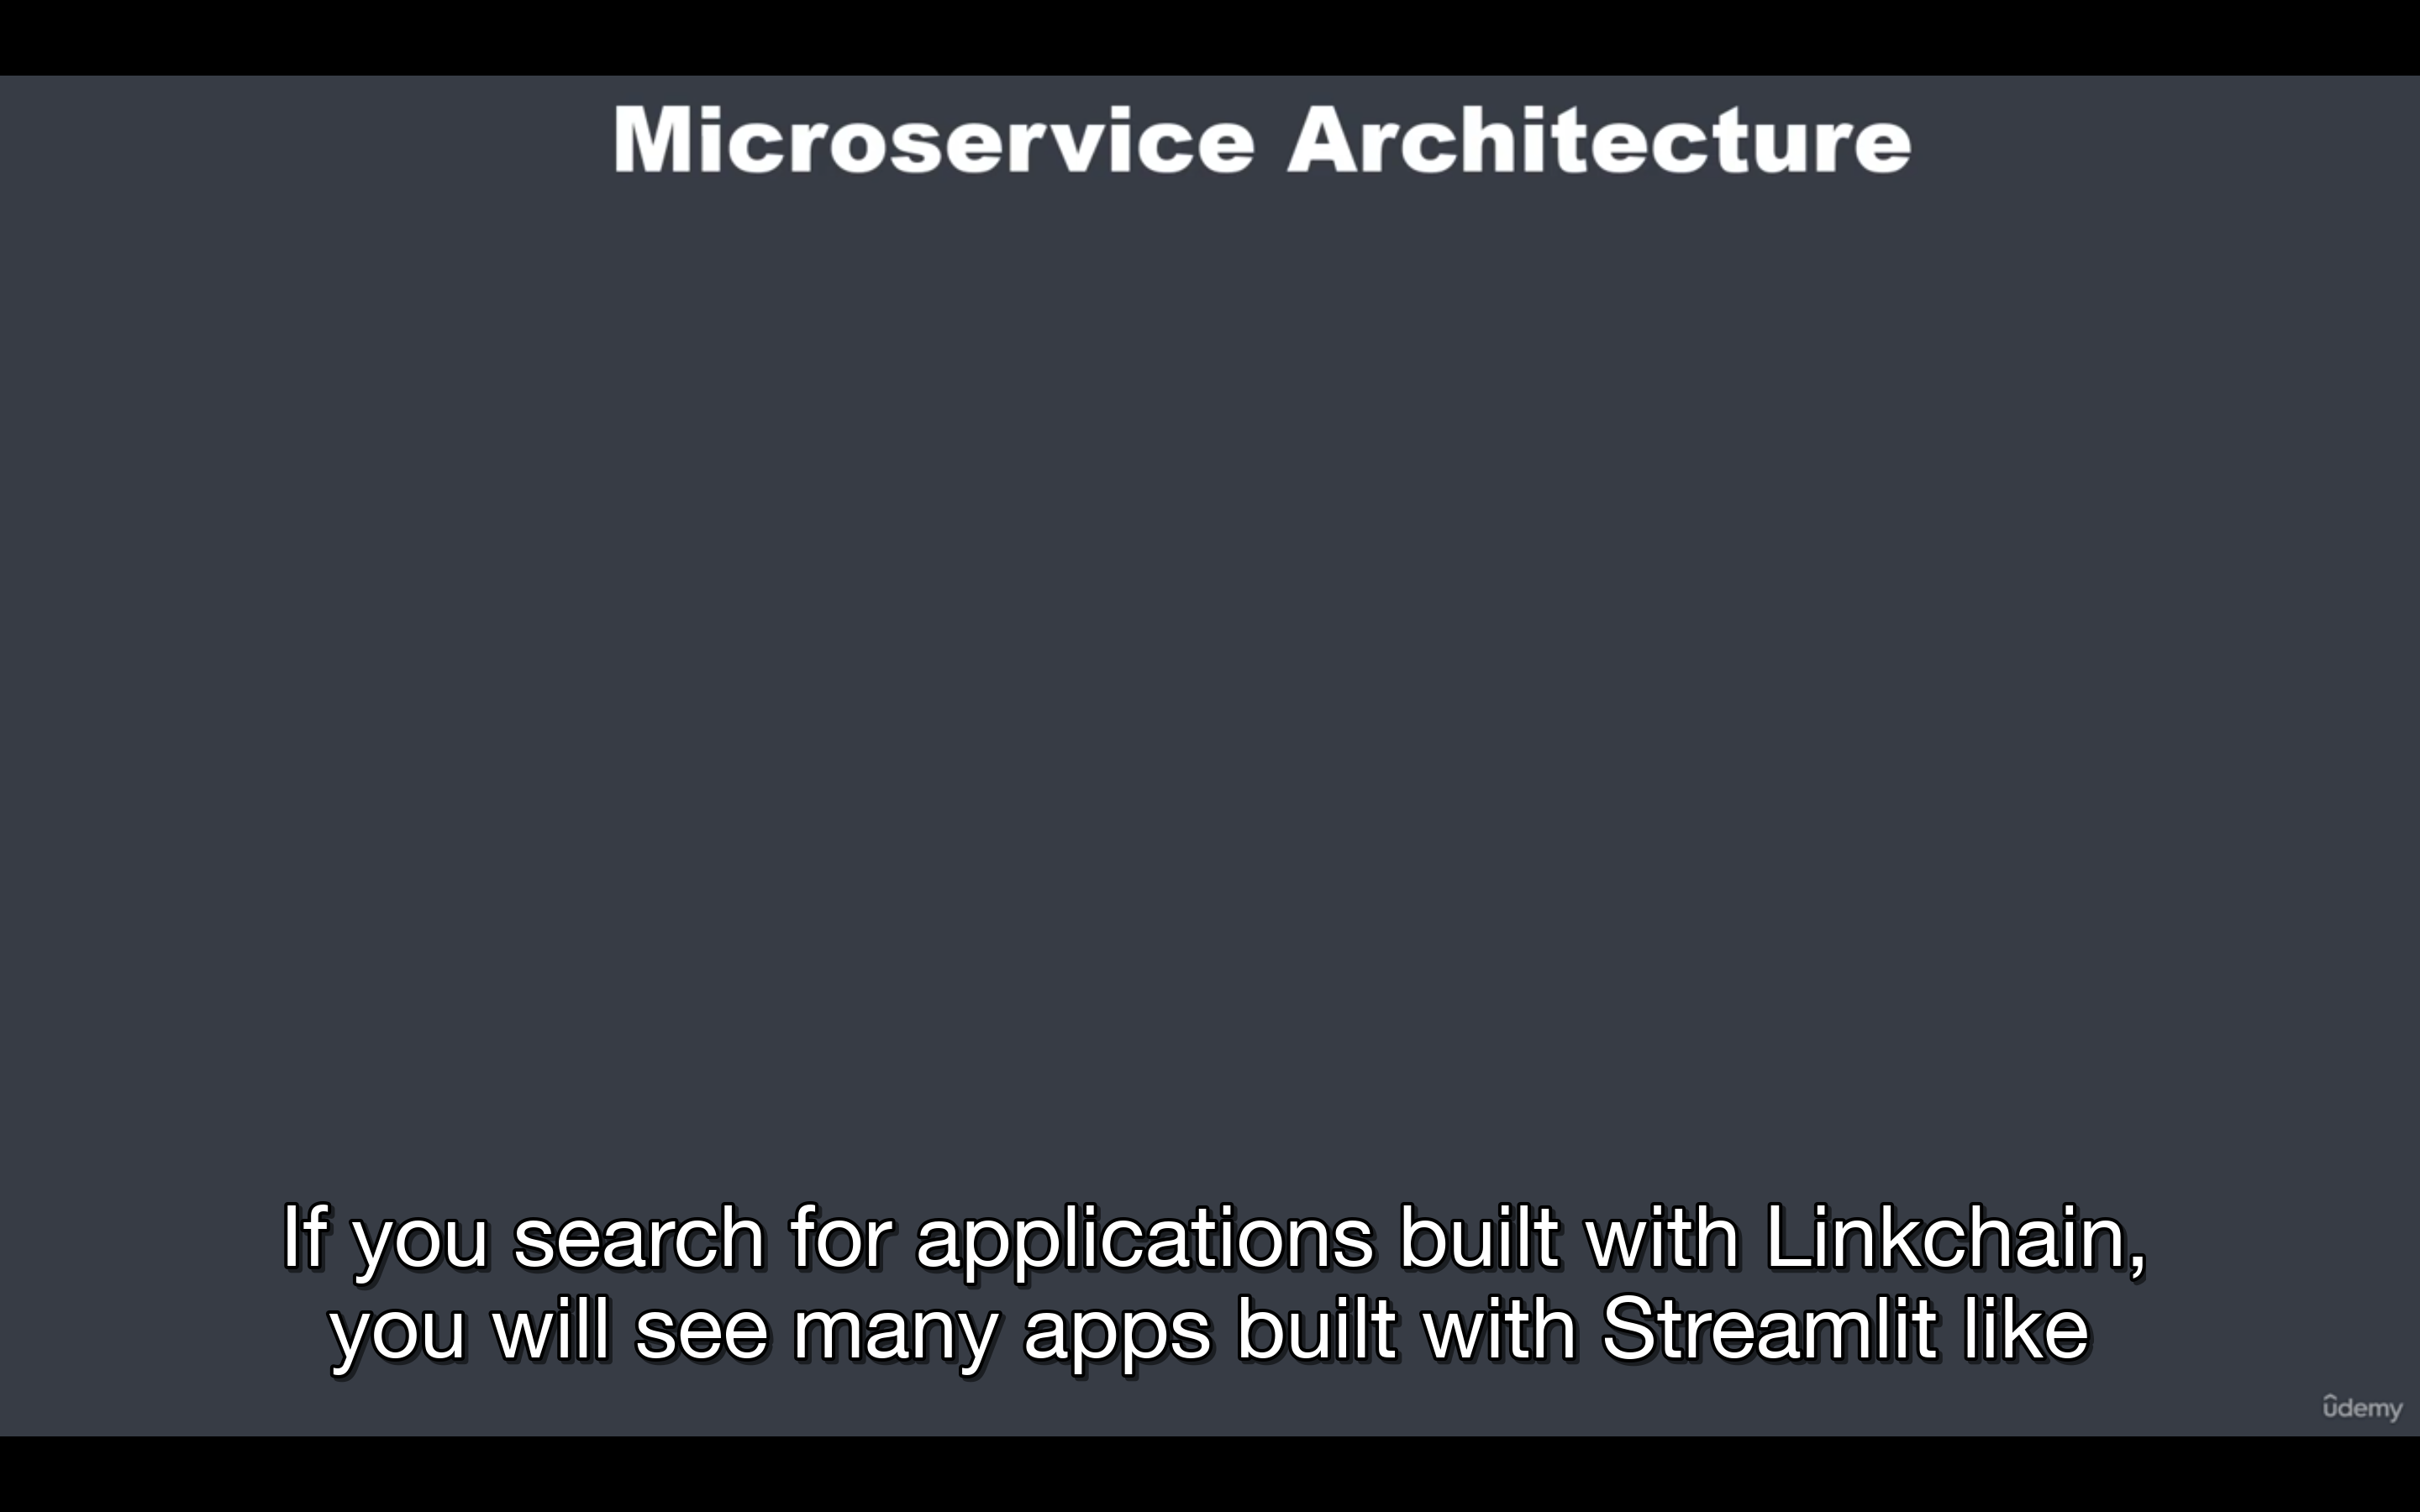 Microservice Architecture
If you search for applications built with Linkchain,
you will see many apps built with Streamlit like
ûdemy